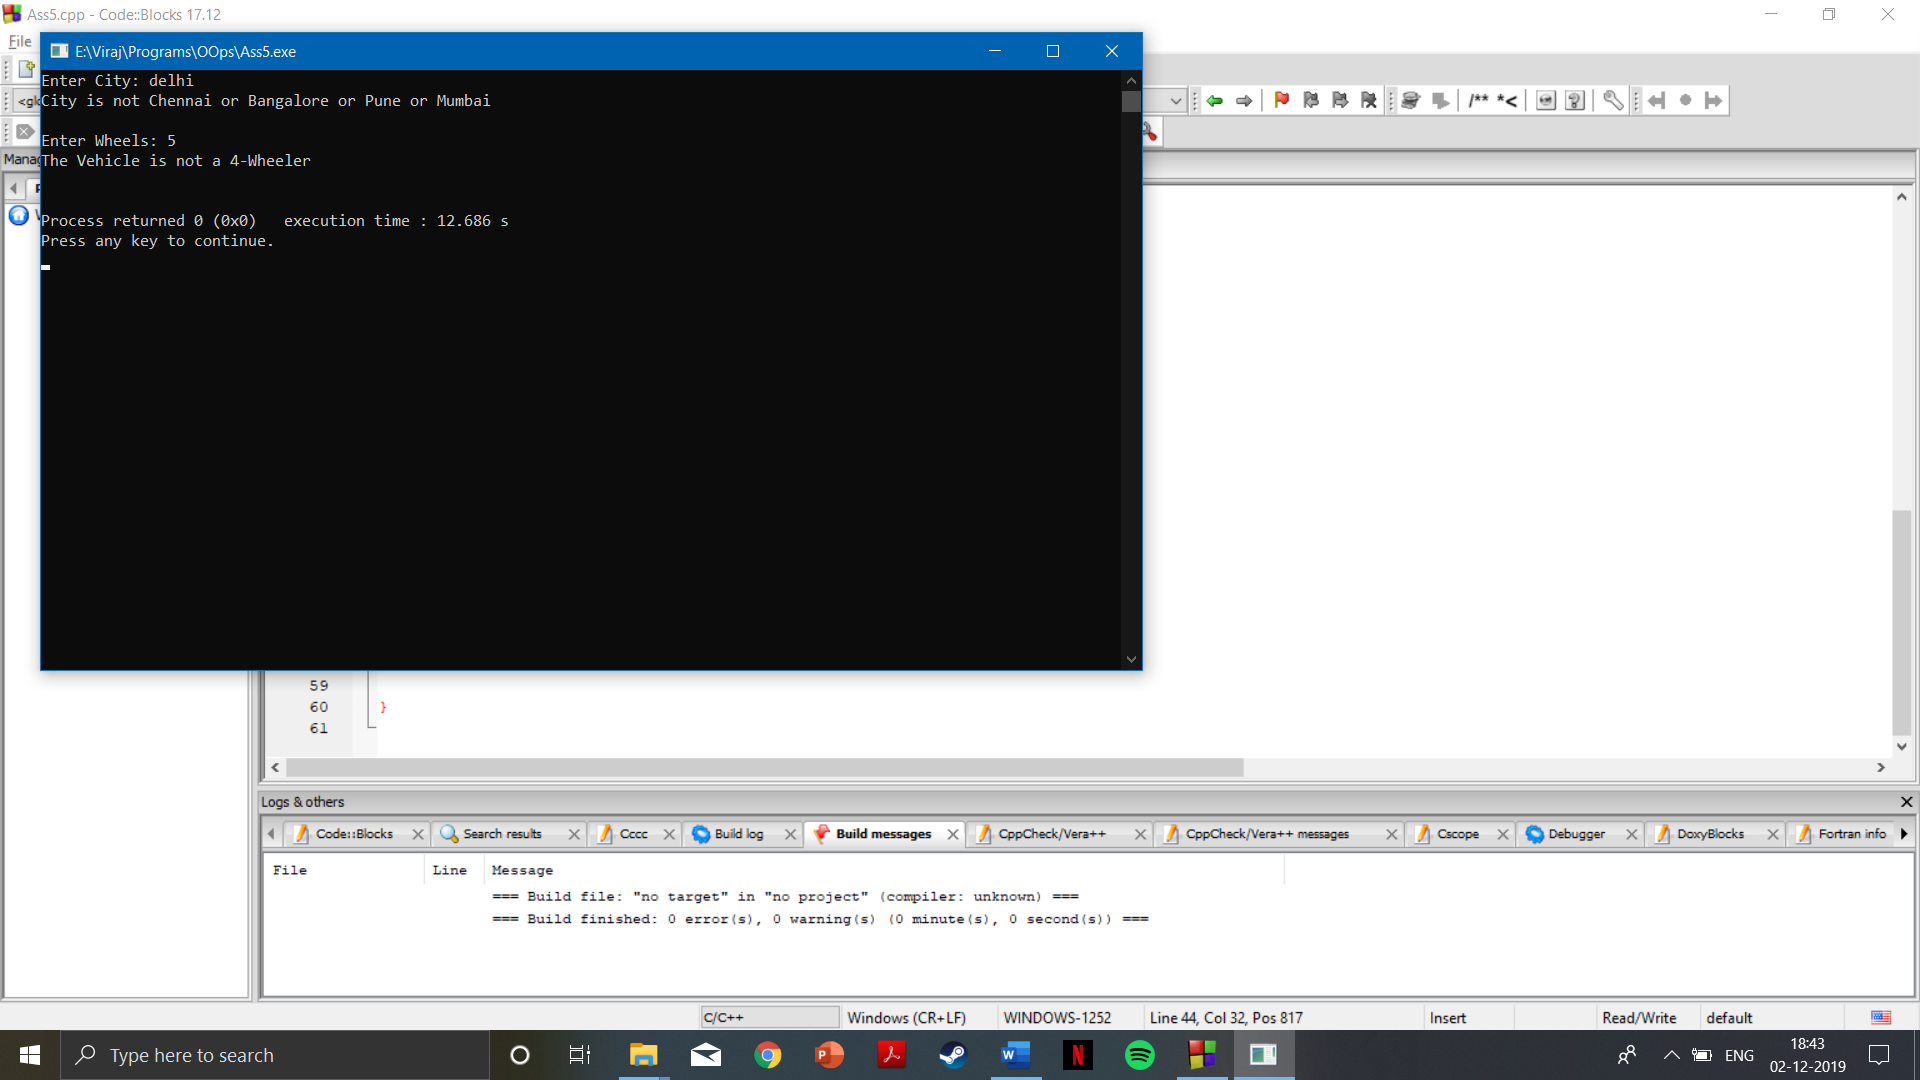 Ass5.cpp - Code::Blocks 17.12
File
E:\Viraj\Programs\OOps\Ass5.exe
Enter City: delhi
City is not Chennai or Bangalore or Pune or Mumbai
Enter Wheels: 5
The Vehicle is not a 4-Wheeler
Process returned 0 (0x0)   execution time : 12.686 s
Press any key to continue.
/** *<
59
60 }
61
Logs & others
Code::Blocks
Search results
Cccc
Build log
Build messages
CppCheck/Vera++
CppCheck/Vera++ messages
Cscope
Debugger
DoxyBlocks
Fortran info
File Line Message
=== Build file: "no target" in "no project" (compiler: unknown) ===
=== Build finished: 0 error(s), 0 warning(s) (0 minute(s), 0 second(s)) ===
C/C++ Windows (CR+LF) WINDOWS-1252 Line 44, Col 32, Pos 817 Insert Read/Write default
Type here to search
ENG
18:43
02-12-2019